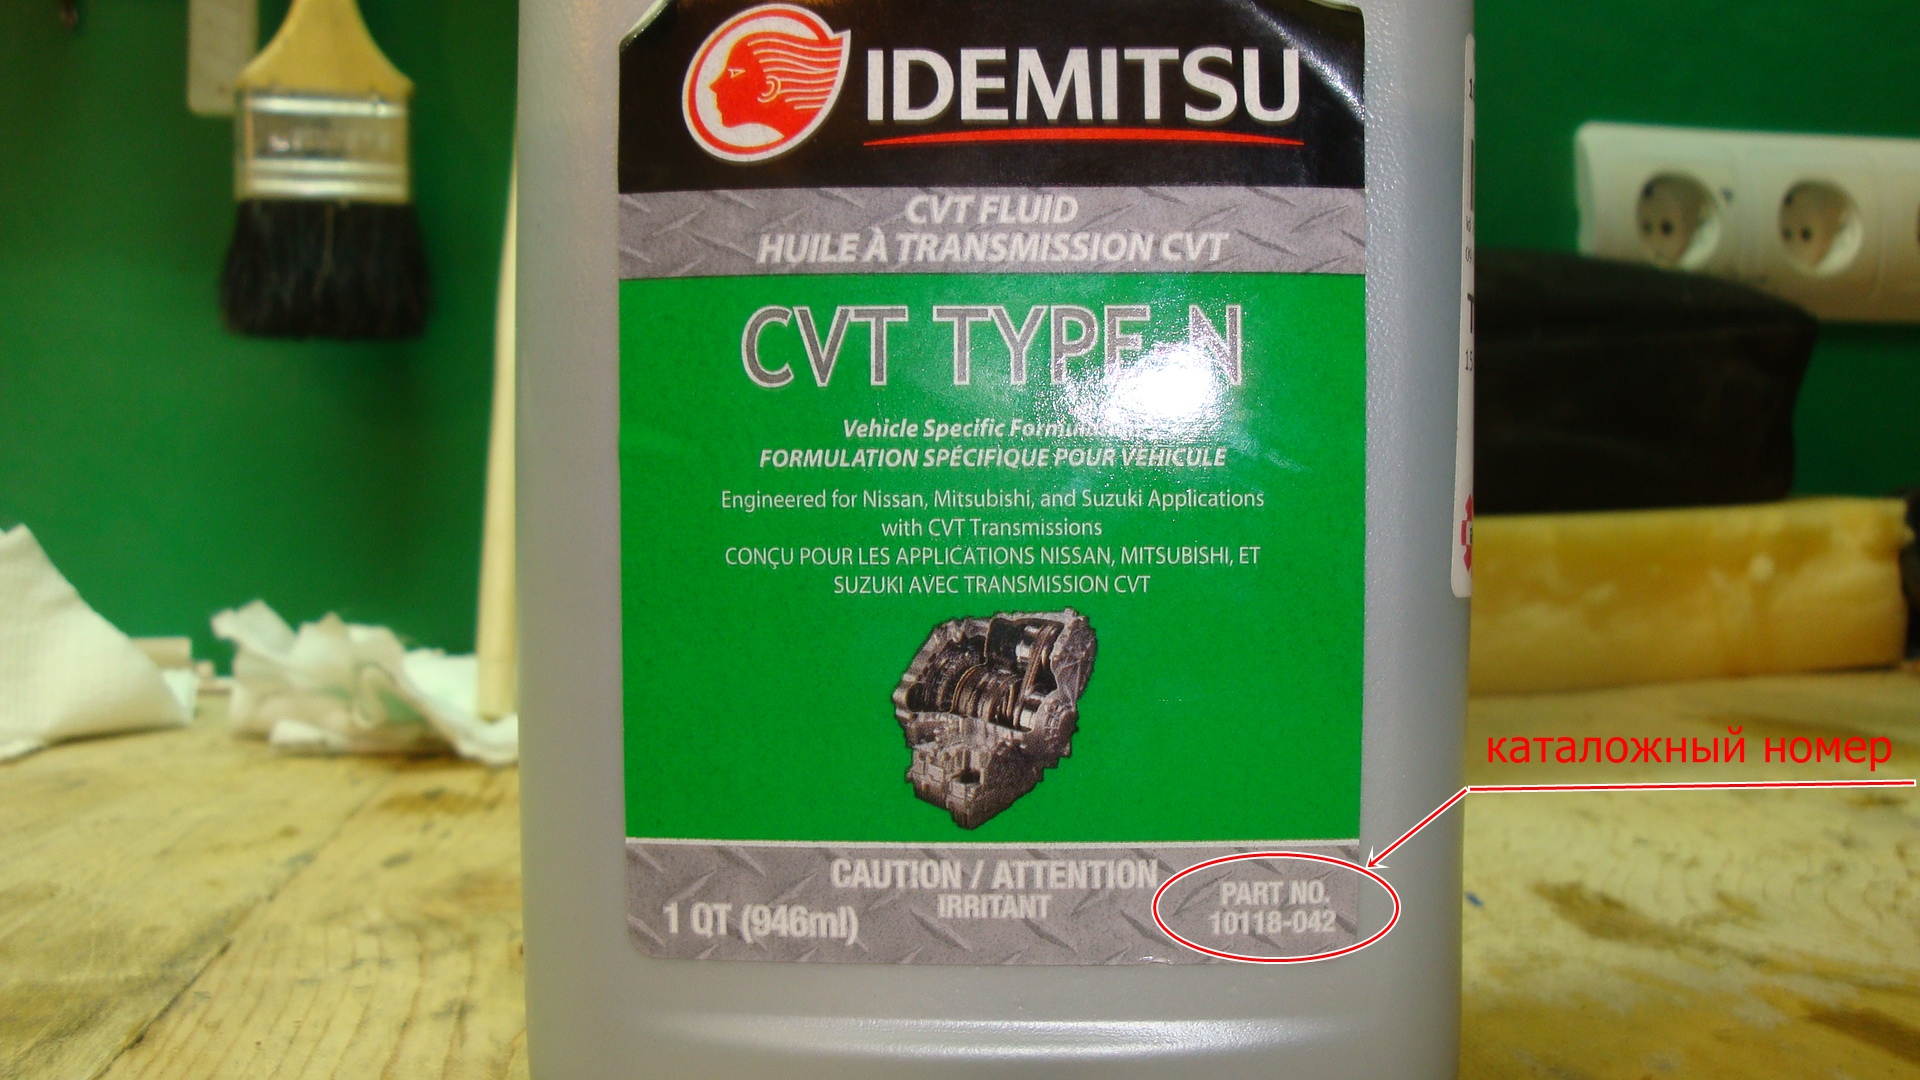 IDEMITSU
CVT FLUID
HUILE À TRANSMISSION CVT
CVT TYPE-N
Vehicle Specific
FORMULATION SPÉCIFIQUE POUR VÉHICULE
Engineered for Nissan, Mitsubishi, and Suzuki Applications
with CVT Transmissions
CONÇU POUR LES APPLICATIONS NISSAN, MITSUBISHI, ET
SUZUKI AVEC TRANSMISSION CVT
каталожный номер
CAUTION / ATTENTION
IRRITANT
1 QT (946ml)
PART NO.
10118-042